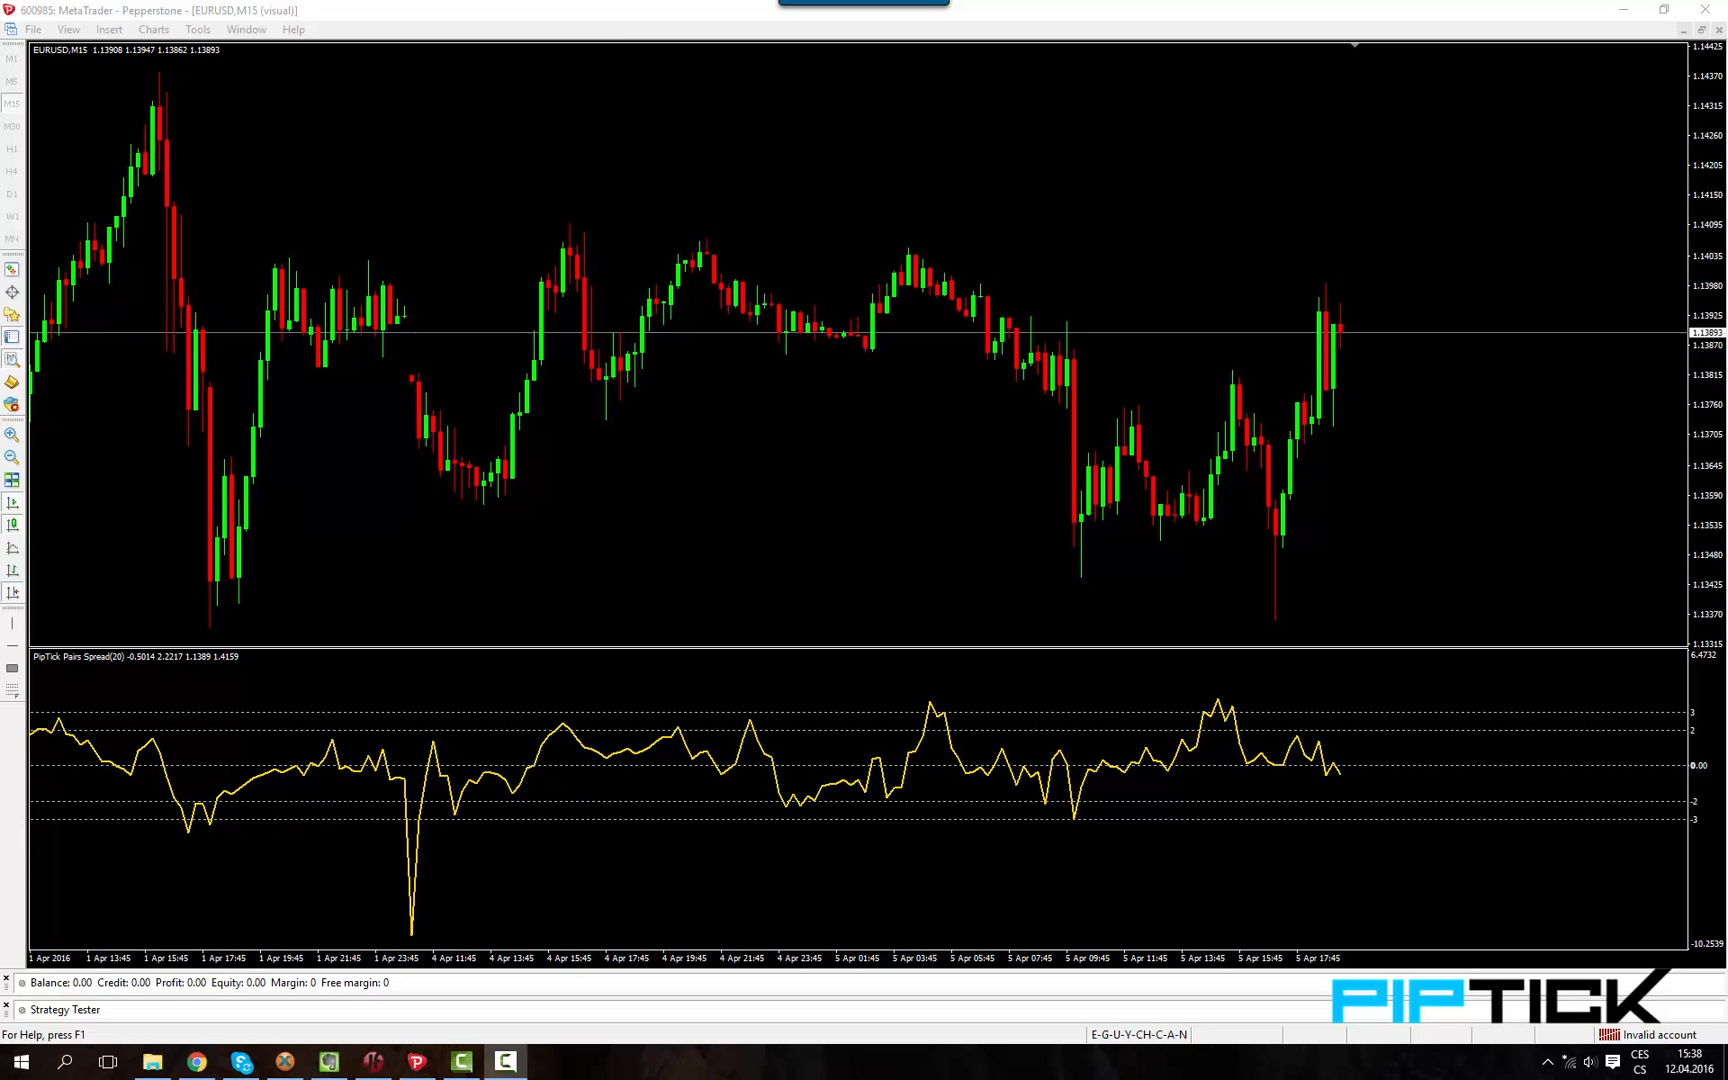 600985: MetaTrader - Pepperstone - [EURUSD,M15 (visual)]
File View Insert Charts Tools Window Help
EURUSD,M15 1.13908 1.13947 1.13862 1.13893
M1
M5
M15
M30
H1
H4
D1
W1
MN
1.14425
1.14370
1.14315
1.14260
1.14205
1.14150
1.14095
1.14035
1.13980
1.13925
1.13893
1.13870
1.13815
1.13760
1.13705
1.13645
1.13590
1.13535
1.13480
1.13425
1.13370
1.13315
PipTick Pairs Spread(20) -0.5014 2.2217 1.1389 1.4159
6.4732
3
2
0.00
-2
-3
-10.2539
1 Apr 2016 1 Apr 13:45 1 Apr 15:45 1 Apr 17:45 1 Apr 19:45 1 Apr 21:45 1 Apr 23:45 4 Apr 11:45 4 Apr 13:45 4 Apr 15:45 4 Apr 17:45 4 Apr 19:45 4 Apr 21:45 4 Apr 23:45 5 Apr 01:45 5 Apr 03:45 5 Apr 05:45 5 Apr 07:45 5 Apr 09:45 5 Apr 11:45 5 Apr 13:45 5 Apr 15:45 5 Apr 17:45
Balance: 0.00 Credit: 0.00 Profit: 0.00 Equity: 0.00 Margin: 0 Free margin: 0
PIPTICK
Strategy Tester
For Help, press F1
E-G-U-Y-CH-C-A-N
Invalid account
CES
CS
15:38
12.04.2016